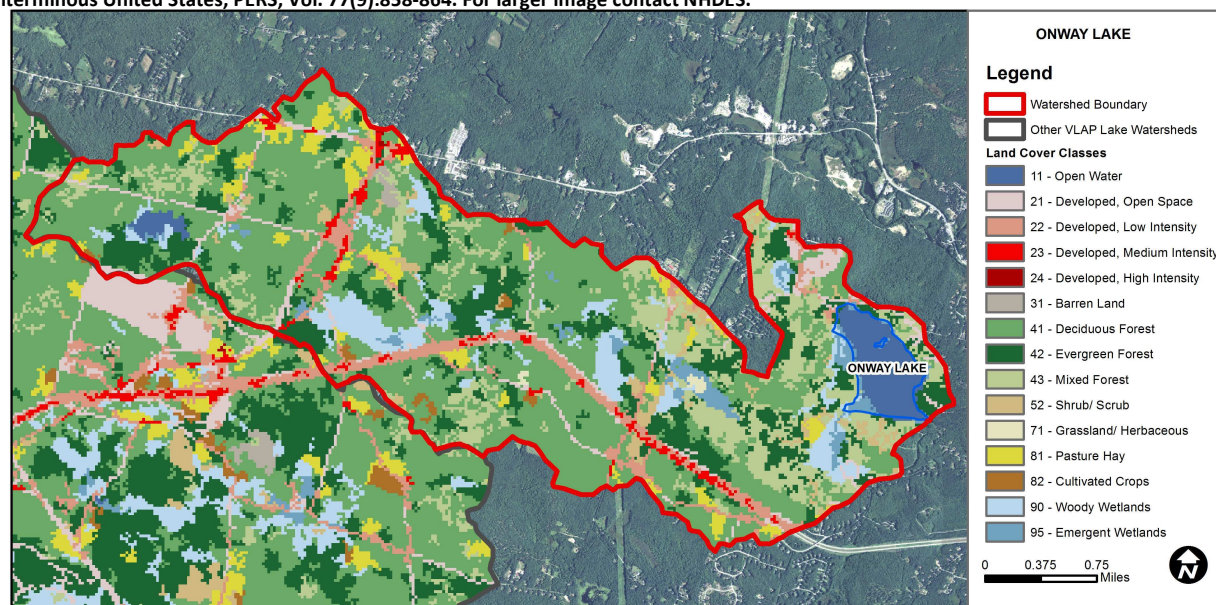 nterminous United States, PERS, Vol. 77(9):858-864. For larger image contact NHDES.
ONWAY LAKE
Legend
Watershed Boundary
Other VLAP Lake Watersheds
Land Cover Classes
11 - Open Water
21 - Developed, Open Space
22 - Developed, Low Intensity
23 - Developed, Medium Intensity
24 - Developed, High Intensity
31 - Barren Land
41 - Deciduous Forest
42 - Evergreen Forest
43 - Mixed Forest
52 - Shrub/ Scrub
71 - Grassland/ Herbaceous
81 - Pasture Hay
82 - Cultivated Crops
90 - Woody Wetlands
95 - Emergent Wetlands
0 0.375 0.75
Miles
N
ONWAY LAKE